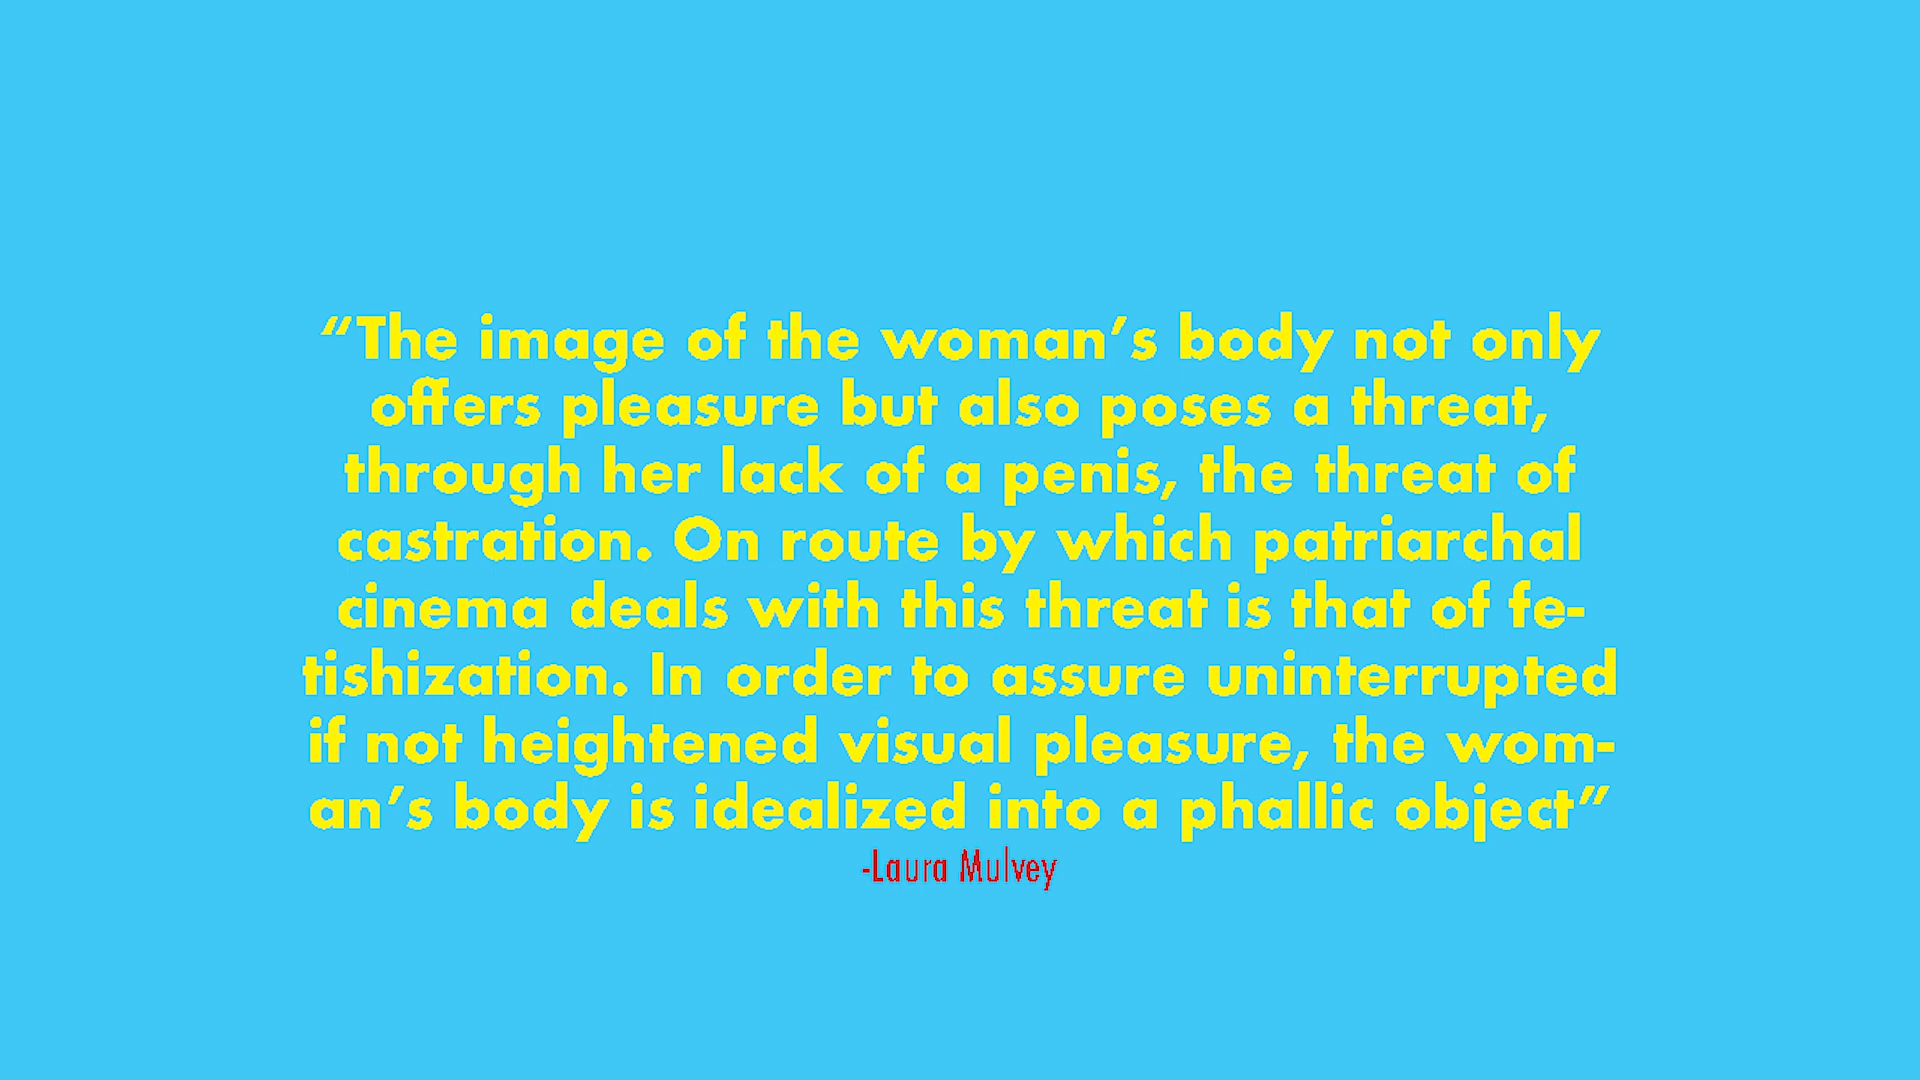 “The image of the woman’s body not only
offers pleasure but also poses a threat,
through her lack of a penis, the threat of
castration. On route by which patriarchal
cinema deals with this threat is that of fe-
tishization. In order to assure uninterrupted
if not heightened visual pleasure, the wom-
an’s body is idealized into a phallic object”
-Laura Mulvey